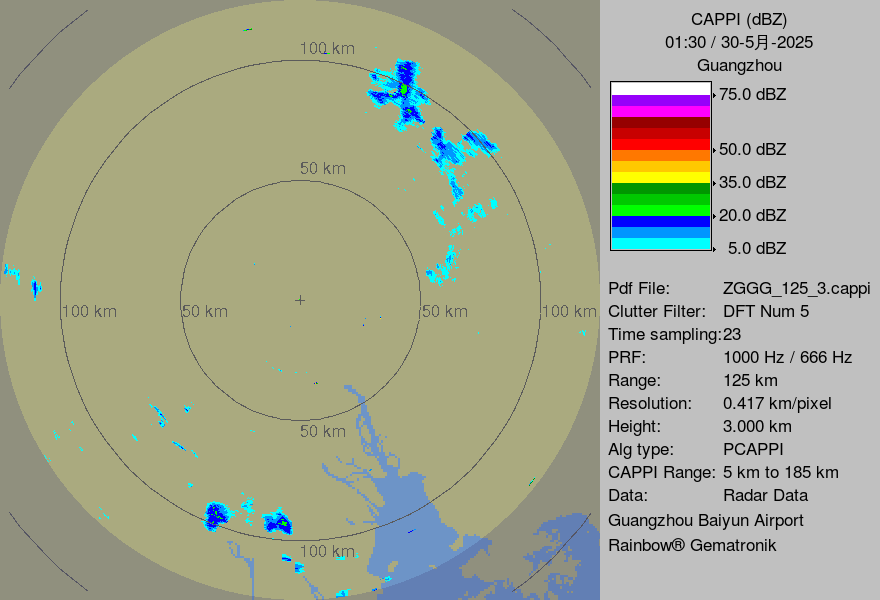 100 km
50 km
100 km
50 km
50 km
100 km
50 km
100 km
CAPPI (dBZ)
01:30 / 30-5月-2025
Guangzhou
75.0 dBZ
50.0 dBZ
35.0 dBZ
20.0 dBZ
5.0 dBZ
Pdf File: ZGGG_125_3.cappi
Clutter Filter: DFT Num 5
Time sampling:23
PRF: 1000 Hz / 666 Hz
Range: 125 km
Resolution: 0.417 km/pixel
Height: 3.000 km
Alg type: PCAPPI
CAPPI Range: 5 km to 185 km
Data: Radar Data
Guangzhou Baiyun Airport
Rainbow® Gematronik